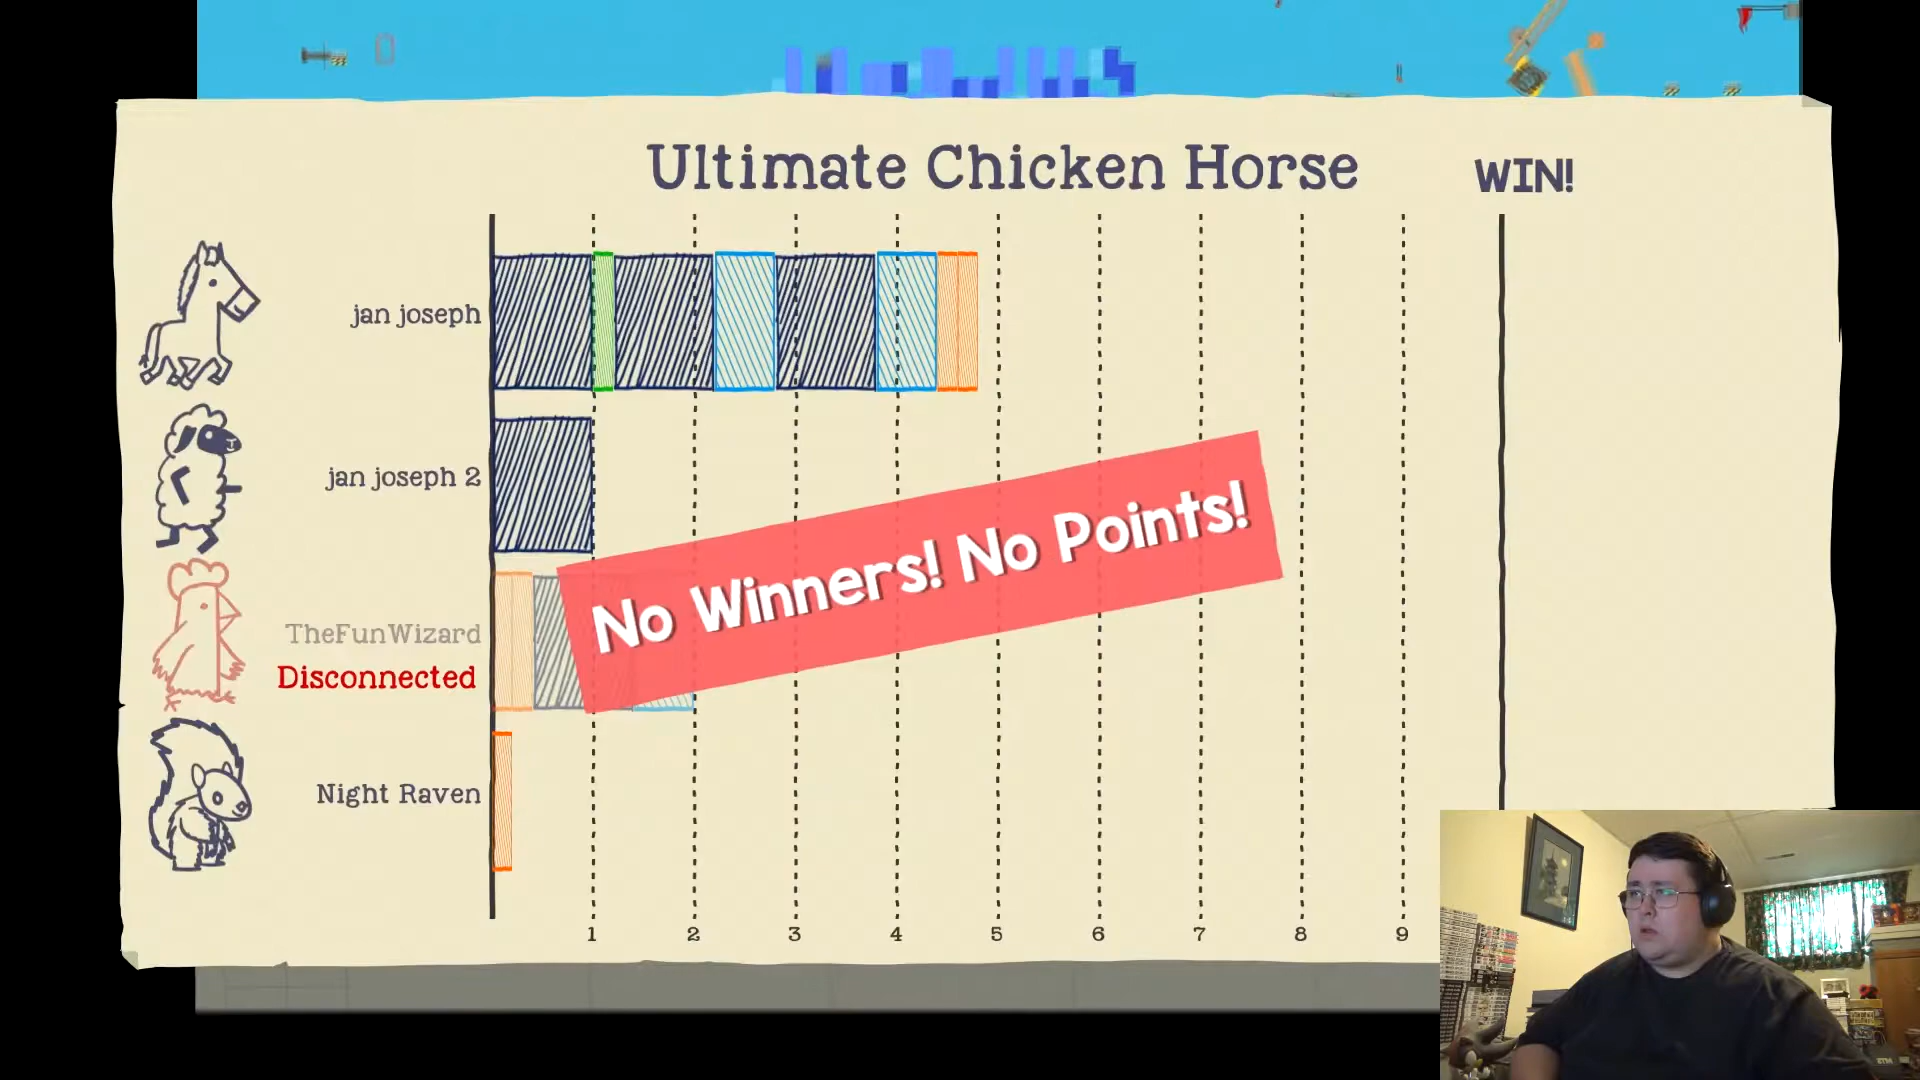 Ultimate Chicken Horse
WIN!
jan joseph
jan joseph 2
No Winners! No Points!
TheFunWizard
Disconnected
Night Raven
1 2 3 4 5 6 7 8 9